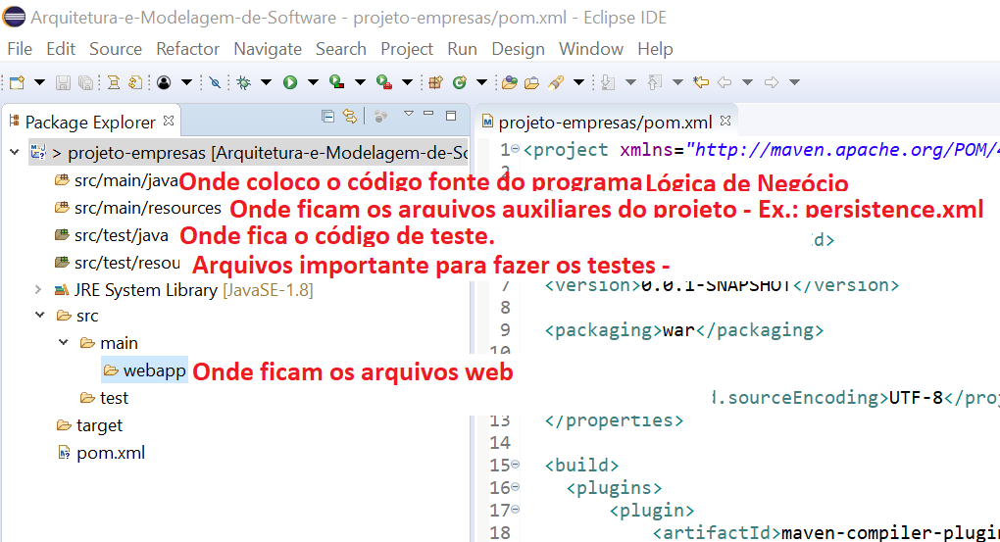 Arquitetura-e-Modelagem-de-Software - projeto-empresas/pom.xml - Eclipse IDE
File Edit Source Refactor Navigate Search Project Run Design Window Help
Package Explorer
projeto-empresas/pom.xml
> projeto-empresas [Arquitetura-e-Modelagem-de-Sc
1 <project xmlns="http://maven.apache.org/POM/4
2
src/main/java Onde coloco o código fonte do programa Lógica de Negócio
src/main/resources Onde ficam os arquivos auxiliares do projeto - Ex.: persistence.xml
src/test/java Onde fica o código de teste.
d>
src/test/resou Arquivos importante para fazer os testes -
JRE System Library [JavaSE-1.8]
7 <version>0.0.1-SNAPSHOT</version>
8
src
9 <packaging>war</packaging>
main
10
webapp Onde ficam os arquivos web
test
d.sourceEncoding>UTF-8</proj
target
13 </properties>
14
pom.xml
15 <build>
16 <plugins>
17 <plugin>
18 <artifactId>maven-compiler-plugin